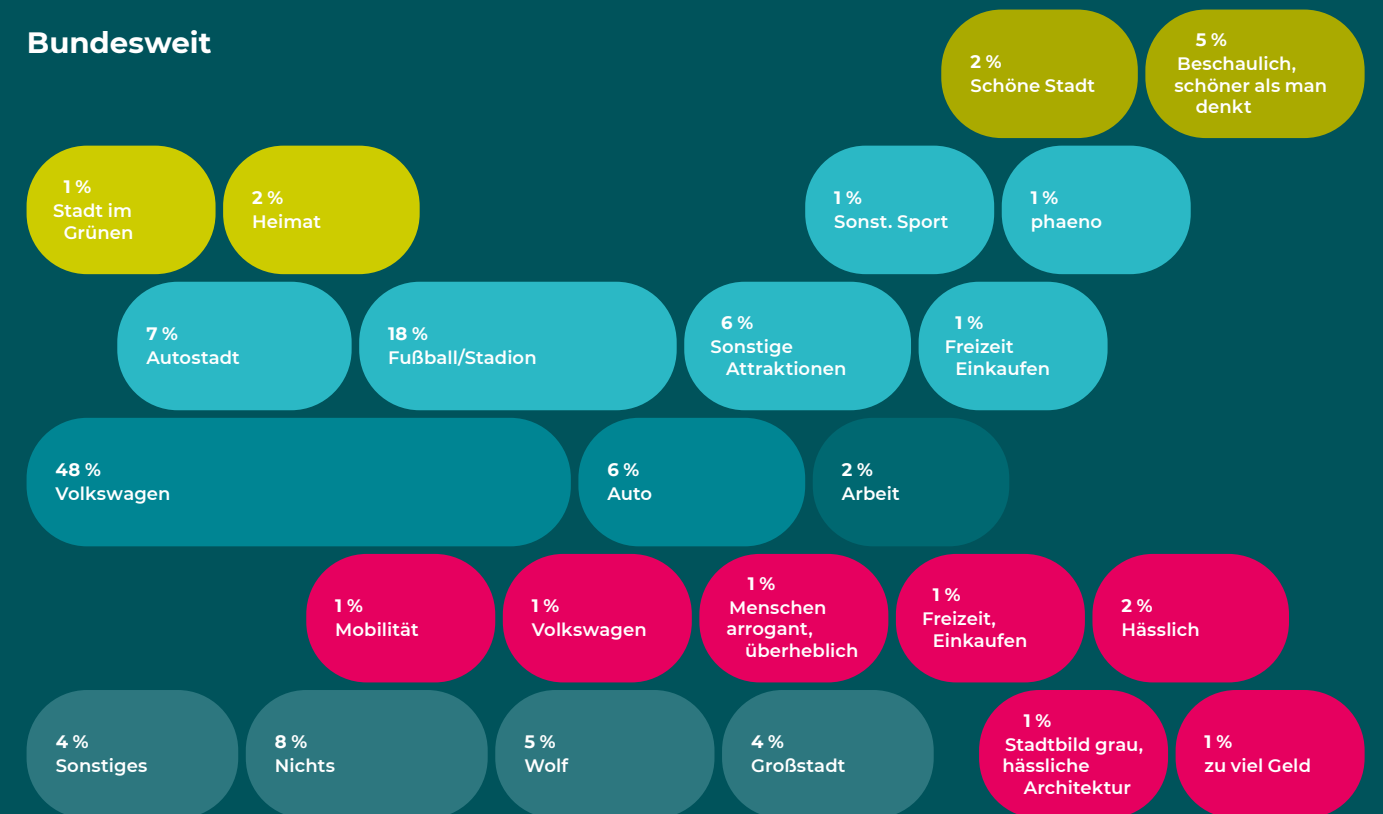 Bundesweit
2 %
Schöne Stadt
5 %
Beschaulich,
schöner als man
denkt
1 %
Stadt im
Grünen
2 %
Heimat
1 %
Sonst. Sport
1 %
phaeno
7 %
Autostadt
18 %
Fußball/Stadion
6 %
Sonstige
Attraktionen
1 %
Freizeit
Einkaufen
48 %
Volkswagen
6 %
Auto
2 %
Arbeit
1 %
Mobilität
1 %
Volkswagen
1 %
Menschen
arrogant,
überheblich
1 %
Freizeit,
Einkaufen
2 %
Hässlich
4 %
Sonstiges
8 %
Nichts
5 %
Wolf
4 %
Großstadt
1 %
Stadtbild grau,
hässliche
Architektur
1 %
zu viel Geld